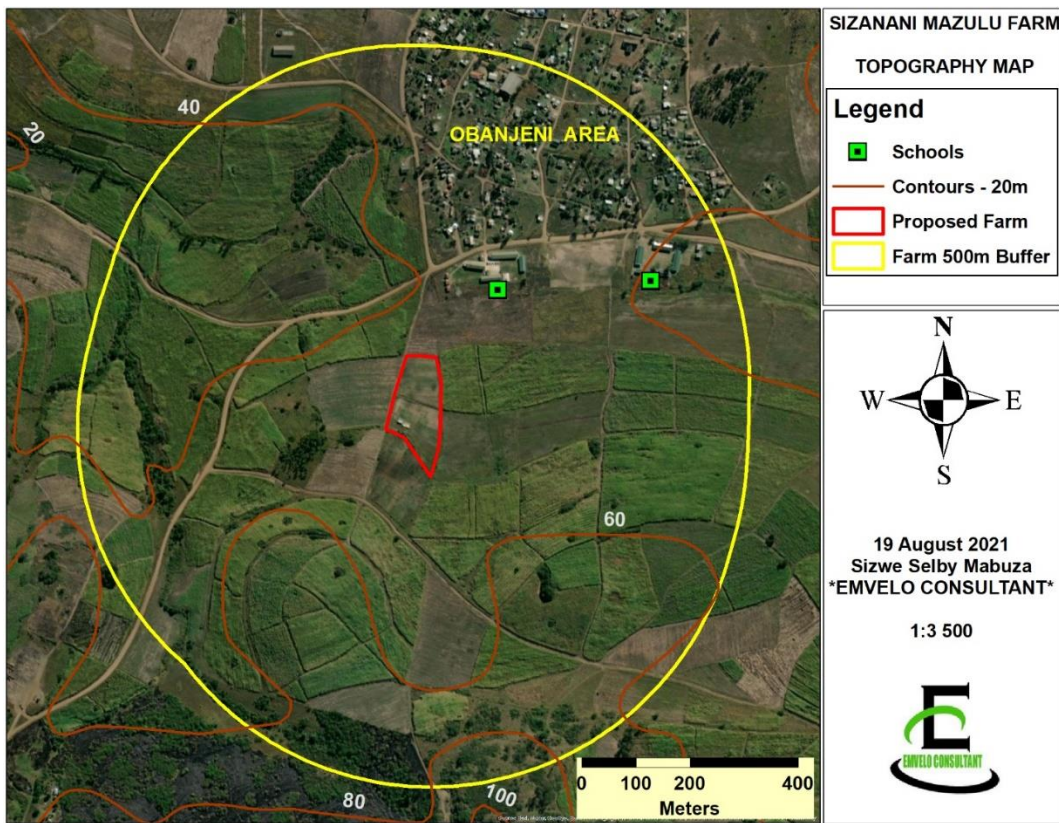 SIZANANI MAZULU FARM
TOPOGRAPHY MAP
Legend
Schools
Contours - 20m
Proposed Farm
Farm 500m Buffer
40
20
OBANJENI AREA
60
80
100
0 100 200 400
Meters
N
W E
S
19 August 2021
Sizwe Selby Mabuza
*EMVELO CONSULTANT*
1:3 500
E
EMVELO CONSULTANT